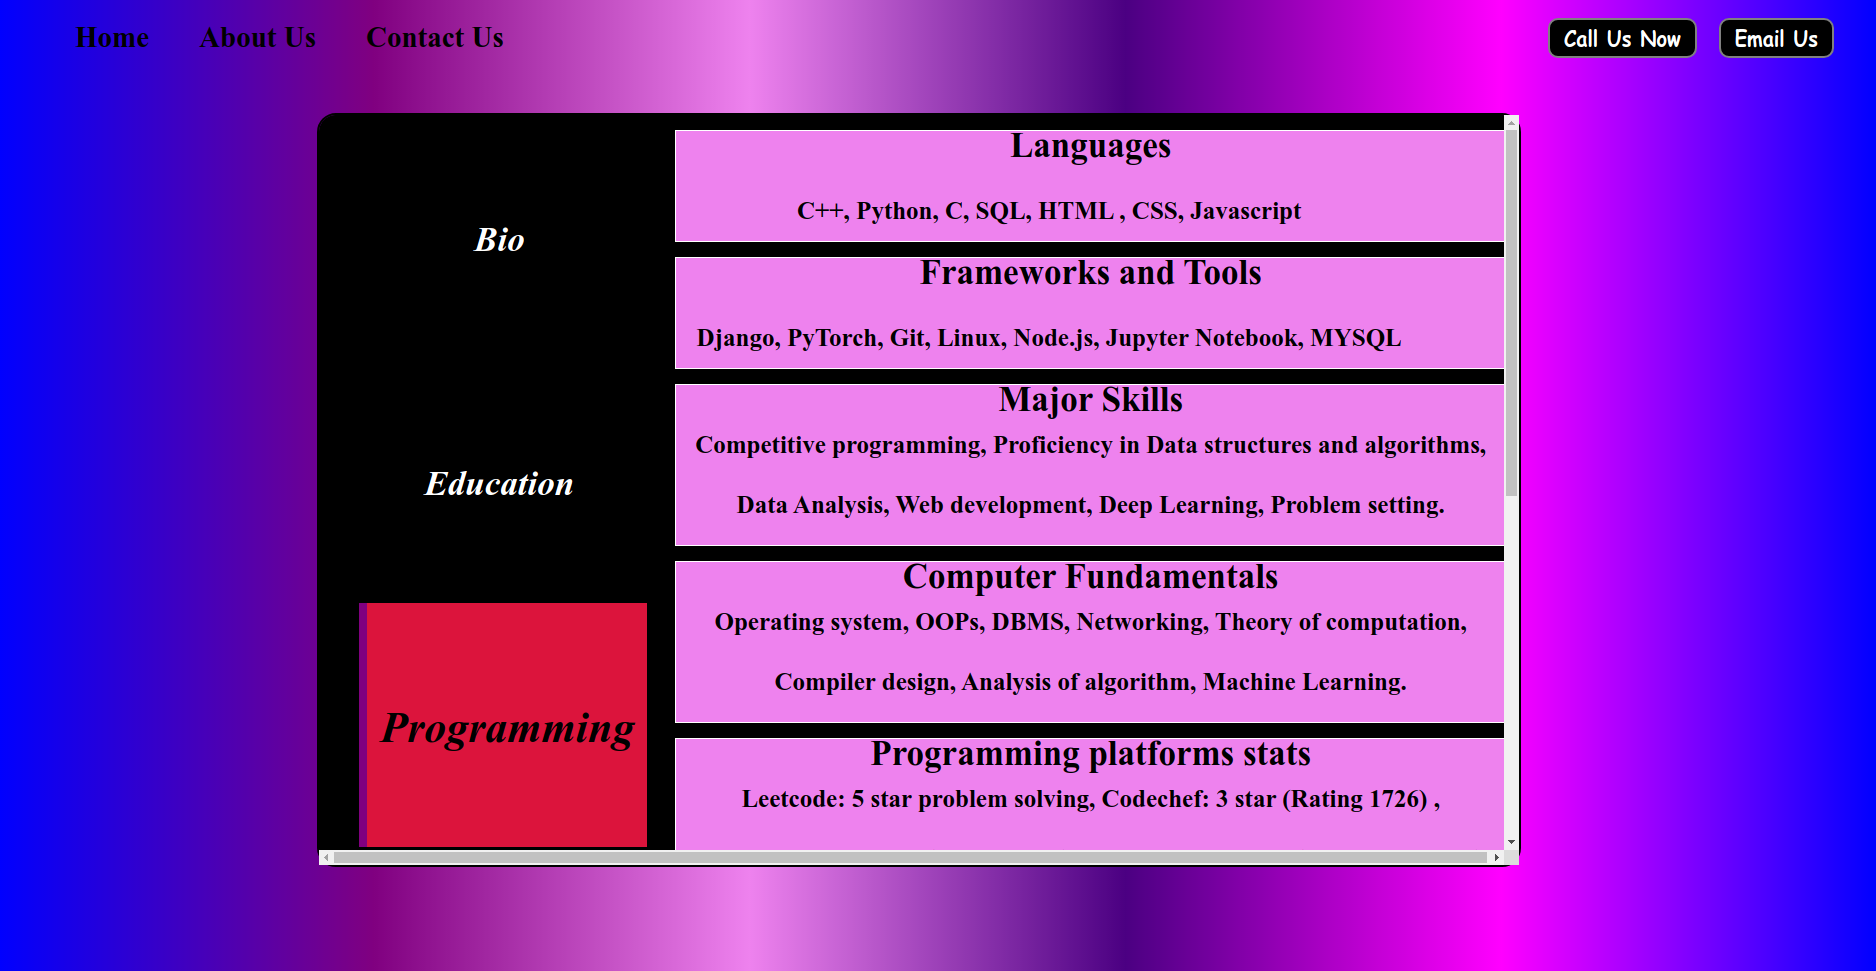 Home About Us Contact Us Call Us Now Email Us
Bio
Education
Programming
Languages
C++, Python, C, SQL, HTML , CSS, Javascript
Frameworks and Tools
Django, PyTorch, Git, Linux, Node.js, Jupyter Notebook, MYSQL
Major Skills
Competitive programming, Proficiency in Data structures and algorithms,
Data Analysis, Web development, Deep Learning, Problem setting.
Computer Fundamentals
Operating system, OOPs, DBMS, Networking, Theory of computation,
Compiler design, Analysis of algorithm, Machine Learning.
Programming platforms stats
Leetcode: 5 star problem solving, Codechef: 3 star (Rating 1726) ,